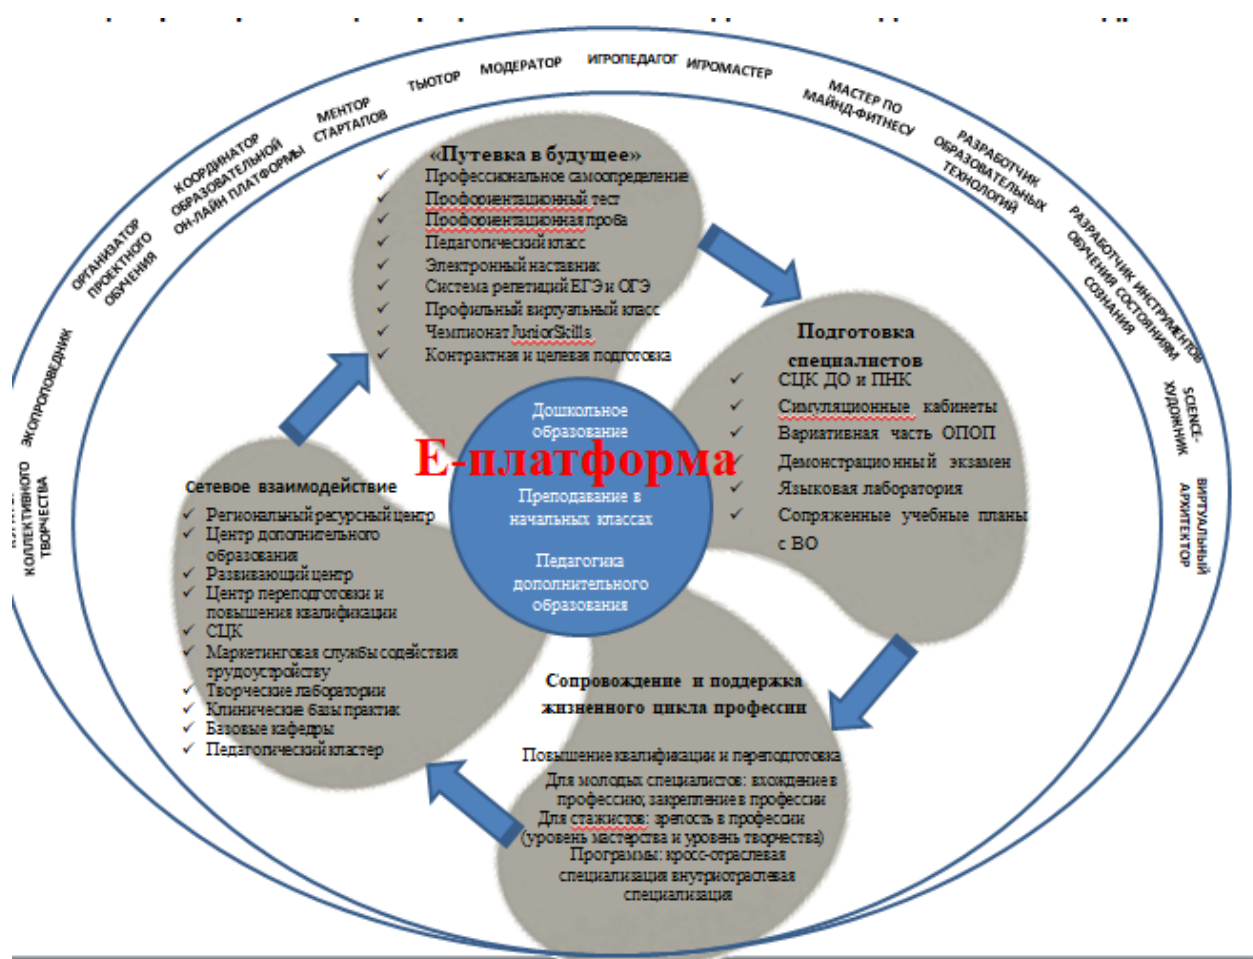 КОЛЛЕКТИВНОГО
ТВОРЧЕСТВА
ЭКОПРОПОВЕДНИК
ОРГАНИЗАТОР
ПРОЕКТНОГО
ОБУЧЕНИЯ
КООРДИНАТОР
ОБРАЗОВАТЕЛЬНОЙ
ОН-ЛАЙН ПЛАТФОРМЫ
МЕНТОР
СТАРТАПОВ
ТЬЮТОР
МОДЕРАТОР
ИГРОПЕДАГОГ
ИГРОМАСТЕР
МАСТЕР ПО
МАЙНД-ФИТНЕСУ
РАЗРАБОТЧИК
ОБРАЗОВАТЕЛЬНЫХ
ТЕХНОЛОГИЙ
РАЗРАБОТЧИК ИНСТРУМЕНТОВ
ОБУЧЕНИЯ СОСТОЯНИЯМ
СОЗНАНИЯ
SCIENCE-
ХУДОЖНИК
ВИРТУАЛЬНЫЙ
АРХИТЕКТОР
«Путевка в будущее»
✓ Профессиональное самоопределение
✓ Профориентационный тест
✓ Профориентационная проба
✓ Педагогический класс
✓ Электронный наставник
✓ Система репетиций ЕГЭ и ОГЭ
✓ Профильный виртуальный класс
✓ Чемпионат JuniorSkills
✓ Контрактная и целевая подготовка
Подготовка
специалистов
✓ СЦК ДО и ПНК
✓ Симуляционные кабинеты
✓ Вариативная часть ОПОП
✓ Демонстрационный экзамен
✓ Языковая лаборатория
✓ Сопряженные учебные планы
с ВО
Дошкольное
образование
Е-платформа
Преподавание в
начальных классах
Педагогика
дополнительного
образования
Сетевое взаимодействие
✓ Региональный ресурсный центр
✓ Центр дополнительного
образования
✓ Развивающий центр
✓ Центр переподготовки и
повышения квалификации
✓ СЦК
✓ Маркетинговая службы содействия
трудоустройству
✓ Творческие лаборатории
✓ Клинические базы практик
✓ Базовые кафедры
✓ Педагогический кластер
Сопровождение и поддержка
жизненного цикла профессии
Повышение квалификации и переподготовка
Для молодых специалистов: вхождение в
профессию; закрепление в профессии
Для стажистов: зрелость в профессии
(уровень мастерства и уровень творчества)
Программы: кросс-отраслевая
специализация внутриотраслевая
специализация